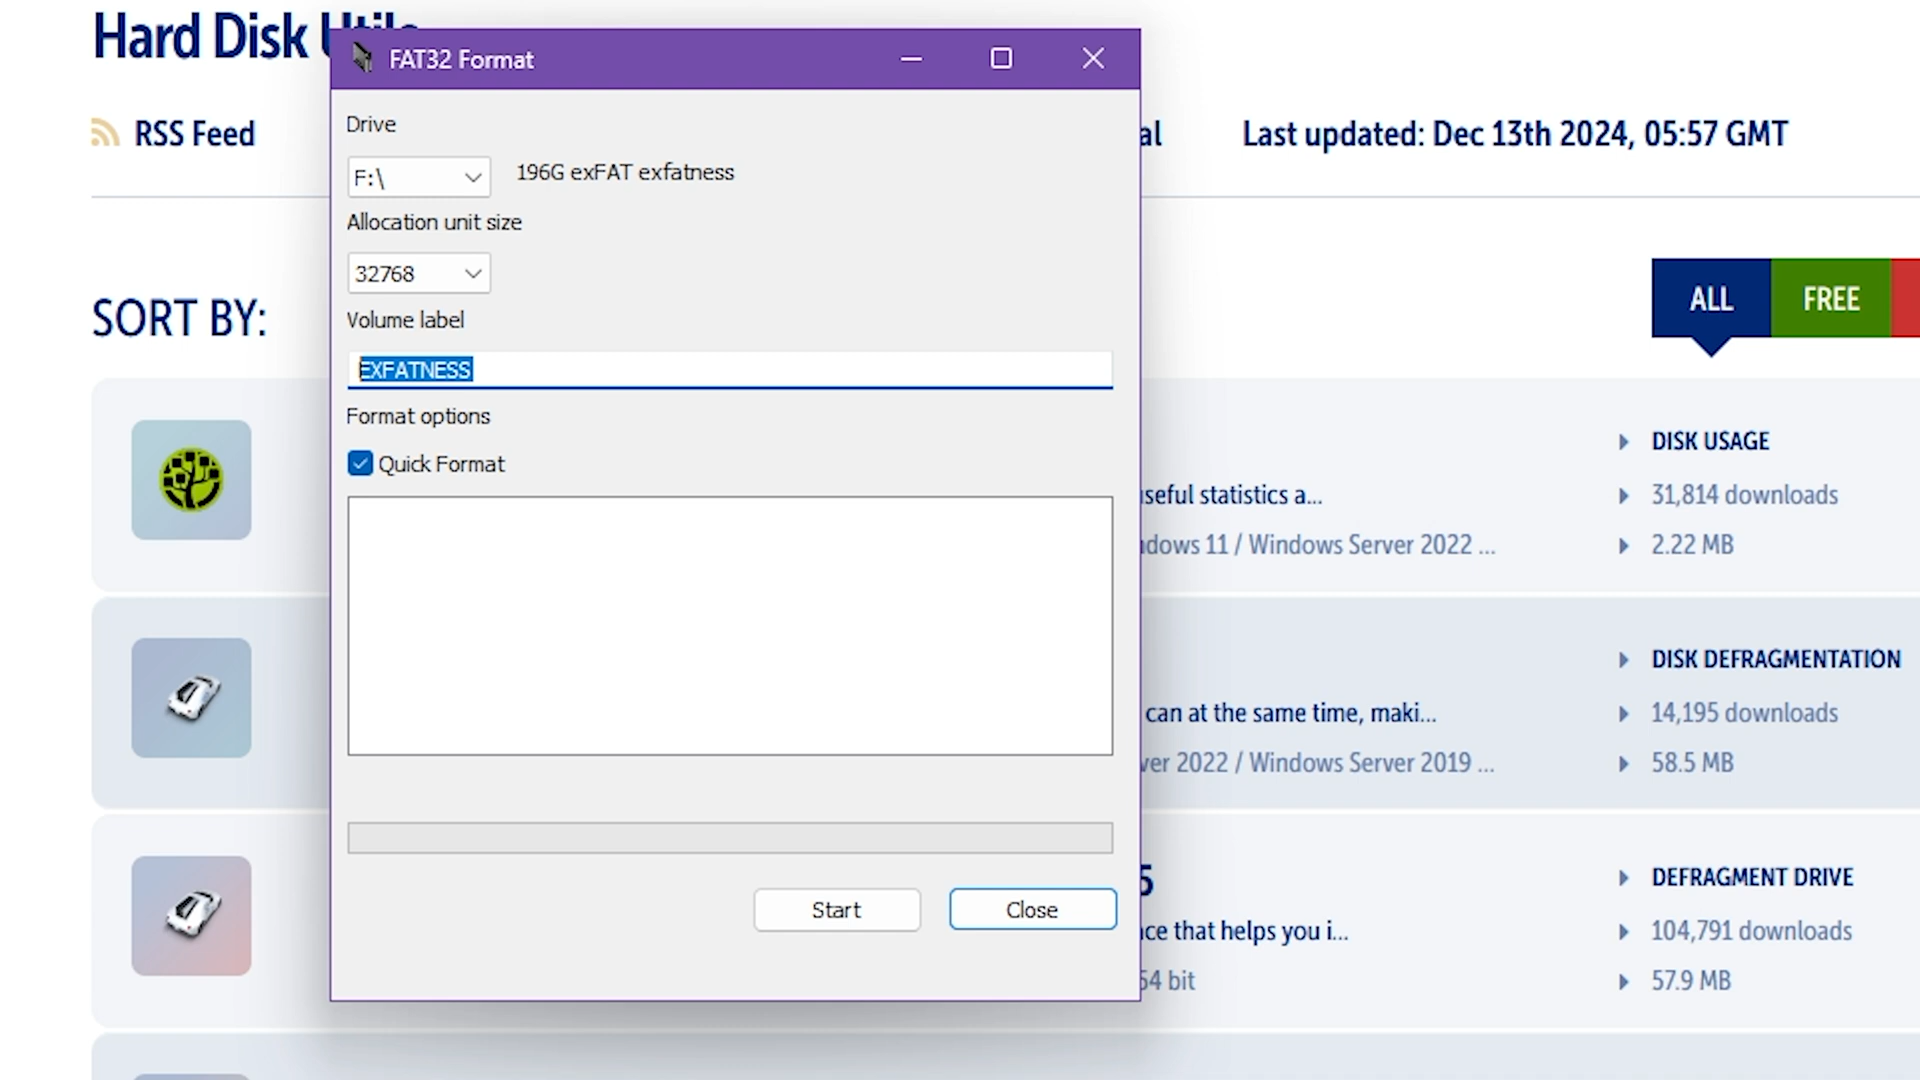 Hard Disk Utils
FAT32 Format
RSS Feed
al
Last updated: Dec 13th 2024, 05:57 GMT
Drive
F:\
196G exFAT exfatness
Allocation unit size
32768
Volume label
EXFATNESS
Format options
Quick Format
Start
Close
SORT BY:
ALL
FREE
DISK USAGE
seful statistics a...
31,814 downloads
ndows 11 / Windows Server 2022 ...
2.22 MB
DISK DEFRAGMENTATION
can at the same time, maki...
14,195 downloads
ver 2022 / Windows Server 2019 ...
58.5 MB
5
DEFRAGMENT DRIVE
ce that helps you i...
104,791 downloads
64 bit
57.9 MB